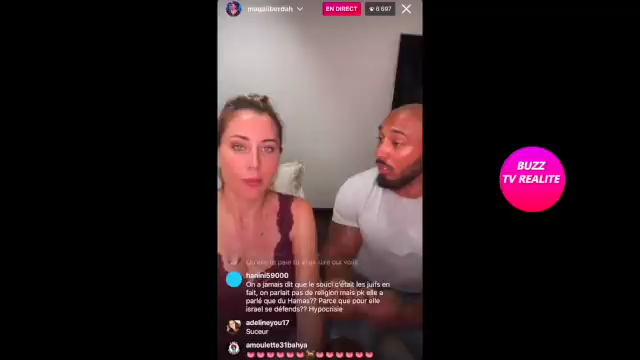 magaliberdah
EN DIRECT
6 697
BUZZ
TV REALITE
hanini59000
On a jamais dit que le souci c'était les juifs en
fait, on parlait pas de religion mais pk elle a
parlé que du Hamas?? Parce que pour elle
israel se défends?? Hypocrisie
adelineyou17
Suceur
amoulette31bahya